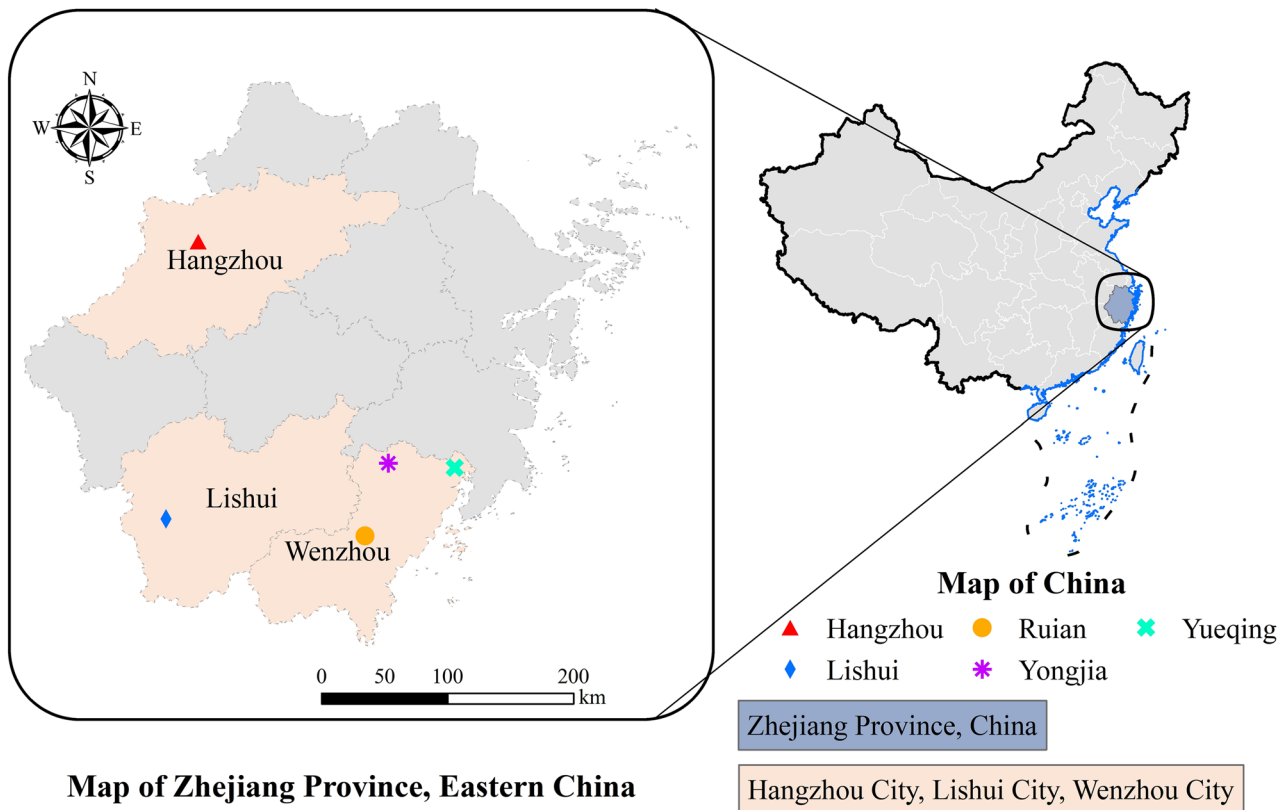 N
W E
S
Hangzhou
Lishui
Wenzhou
0 50 100 200
km
Map of Zhejiang Province, Eastern China
Map of China
Hangzhou Ruian Yueqing
Lishui Yongjia
Zhejiang Province, China
Hangzhou City, Lishui City, Wenzhou City